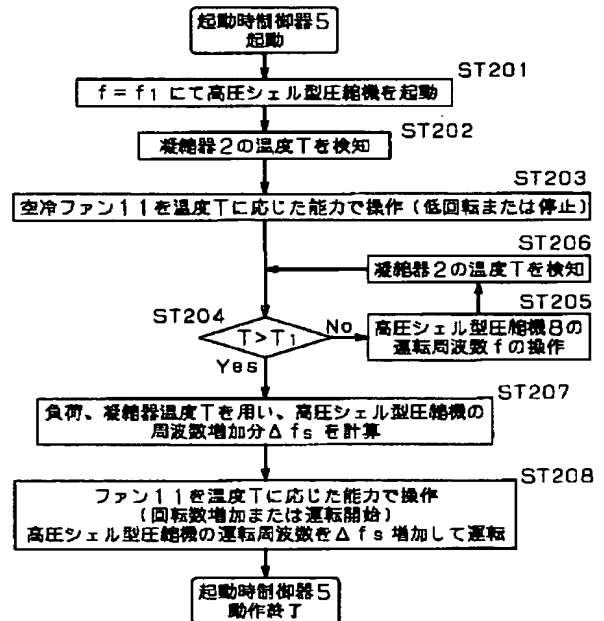 起動時制御器5
起動
ST201
f=f1にて高圧シェル型圧縮機を起動
ST202
凝縮器2の温度Tを検知
ST203
空冷ファン11を温度Tに応じた能力で操作(低回転または停止)
ST206
凝縮器2の温度Tを検知
ST205
高圧シェル型圧縮機8の
運転周波数fの操作
ST204
T>T1
No
Yes
ST207
負荷、凝縮器温度Tを用い、高圧シェル型圧縮機の
周波数増加分Δfsを計算
ST208
ファン11を温度Tに応じた能力で操作
(回転数増加または運転開始)
高圧シェル型圧縮機の運転周波数をΔfs増加して運転
起動時制御器5
動作終了